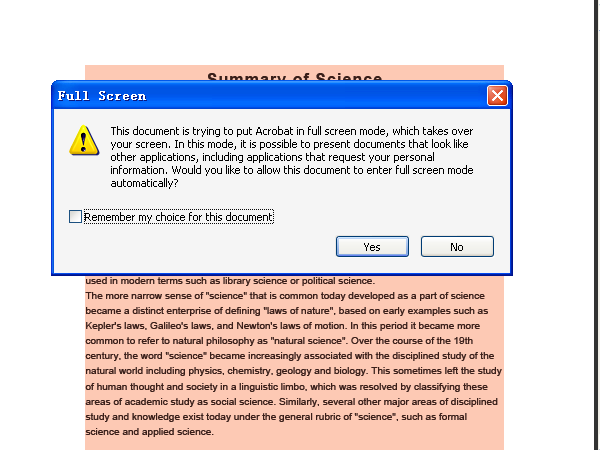 Summary of Science
Full Screen
This document is trying to put Acrobat in full screen mode, which takes over
your screen. In this mode, it is possible to present documents that look like
other applications, including applications that request your personal
information. Would you like to allow this document to enter full screen mode
automatically?
Remember my choice for this document
Yes
No
used in modern terms such as library science or political science.
The more narrow sense of "science" that is common today developed as a part of science
became a distinct enterprise of defining "laws of nature", based on early examples such as
Kepler's laws, Galileo's laws, and Newton's laws of motion. In this period it became more
common to refer to natural philosophy as "natural science". Over the course of the 19th
century, the word "science" became increasingly associated with the disciplined study of the
natural world including physics, chemistry, geology and biology. This sometimes left the study
of human thought and society in a linguistic limbo, which was resolved by classifying these
areas of academic study as social science. Similarly, several other major areas of disciplined
study and knowledge exist today under the general rubric of "science", such as formal
science and applied science.